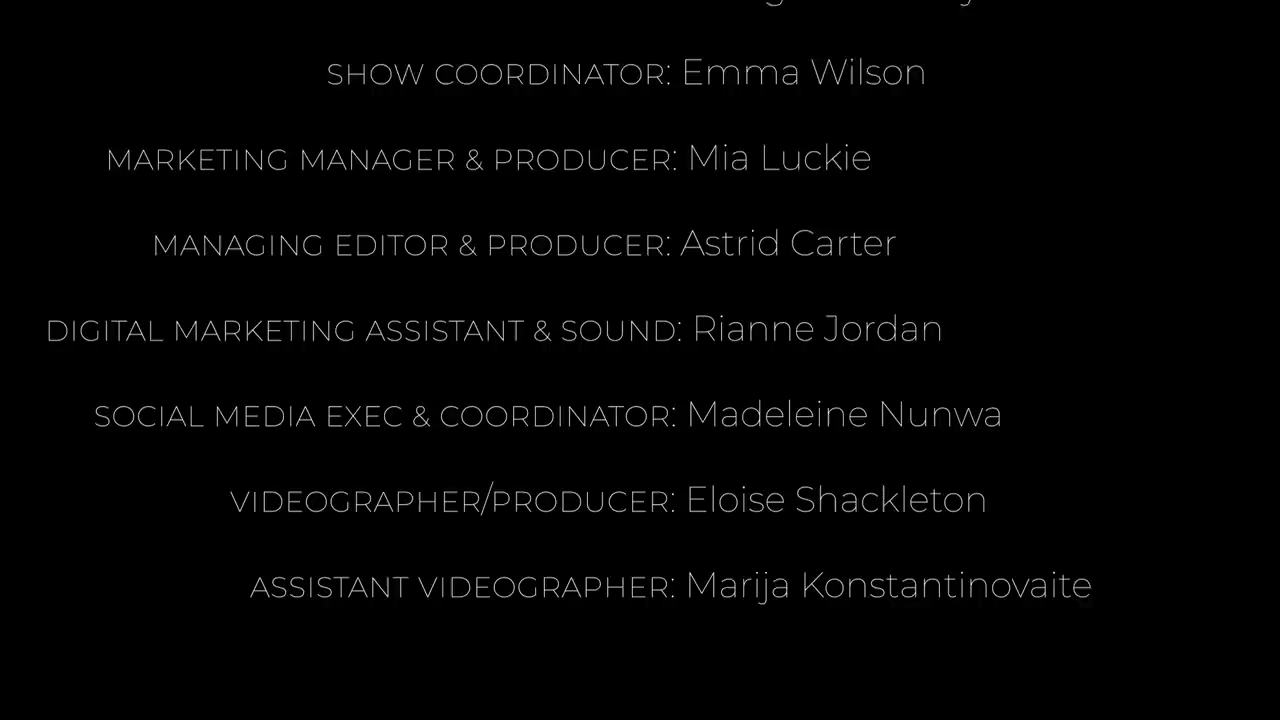 SHOW COORDINATOR: Emma Wilson
MARKETING MANAGER & PRODUCER: Mia Luckie
MANAGING EDITOR & PRODUCER: Astrid Carter
DIGITAL MARKETING ASSISTANT & SOUND: Rianne Jordan
SOCIAL MEDIA EXEC & COORDINATOR: Madeleine Nunwa
VIDEOGRAPHER/PRODUCER: Eloise Shackleton
ASSISTANT VIDEOGRAPHER: Marija Konstantinovaite